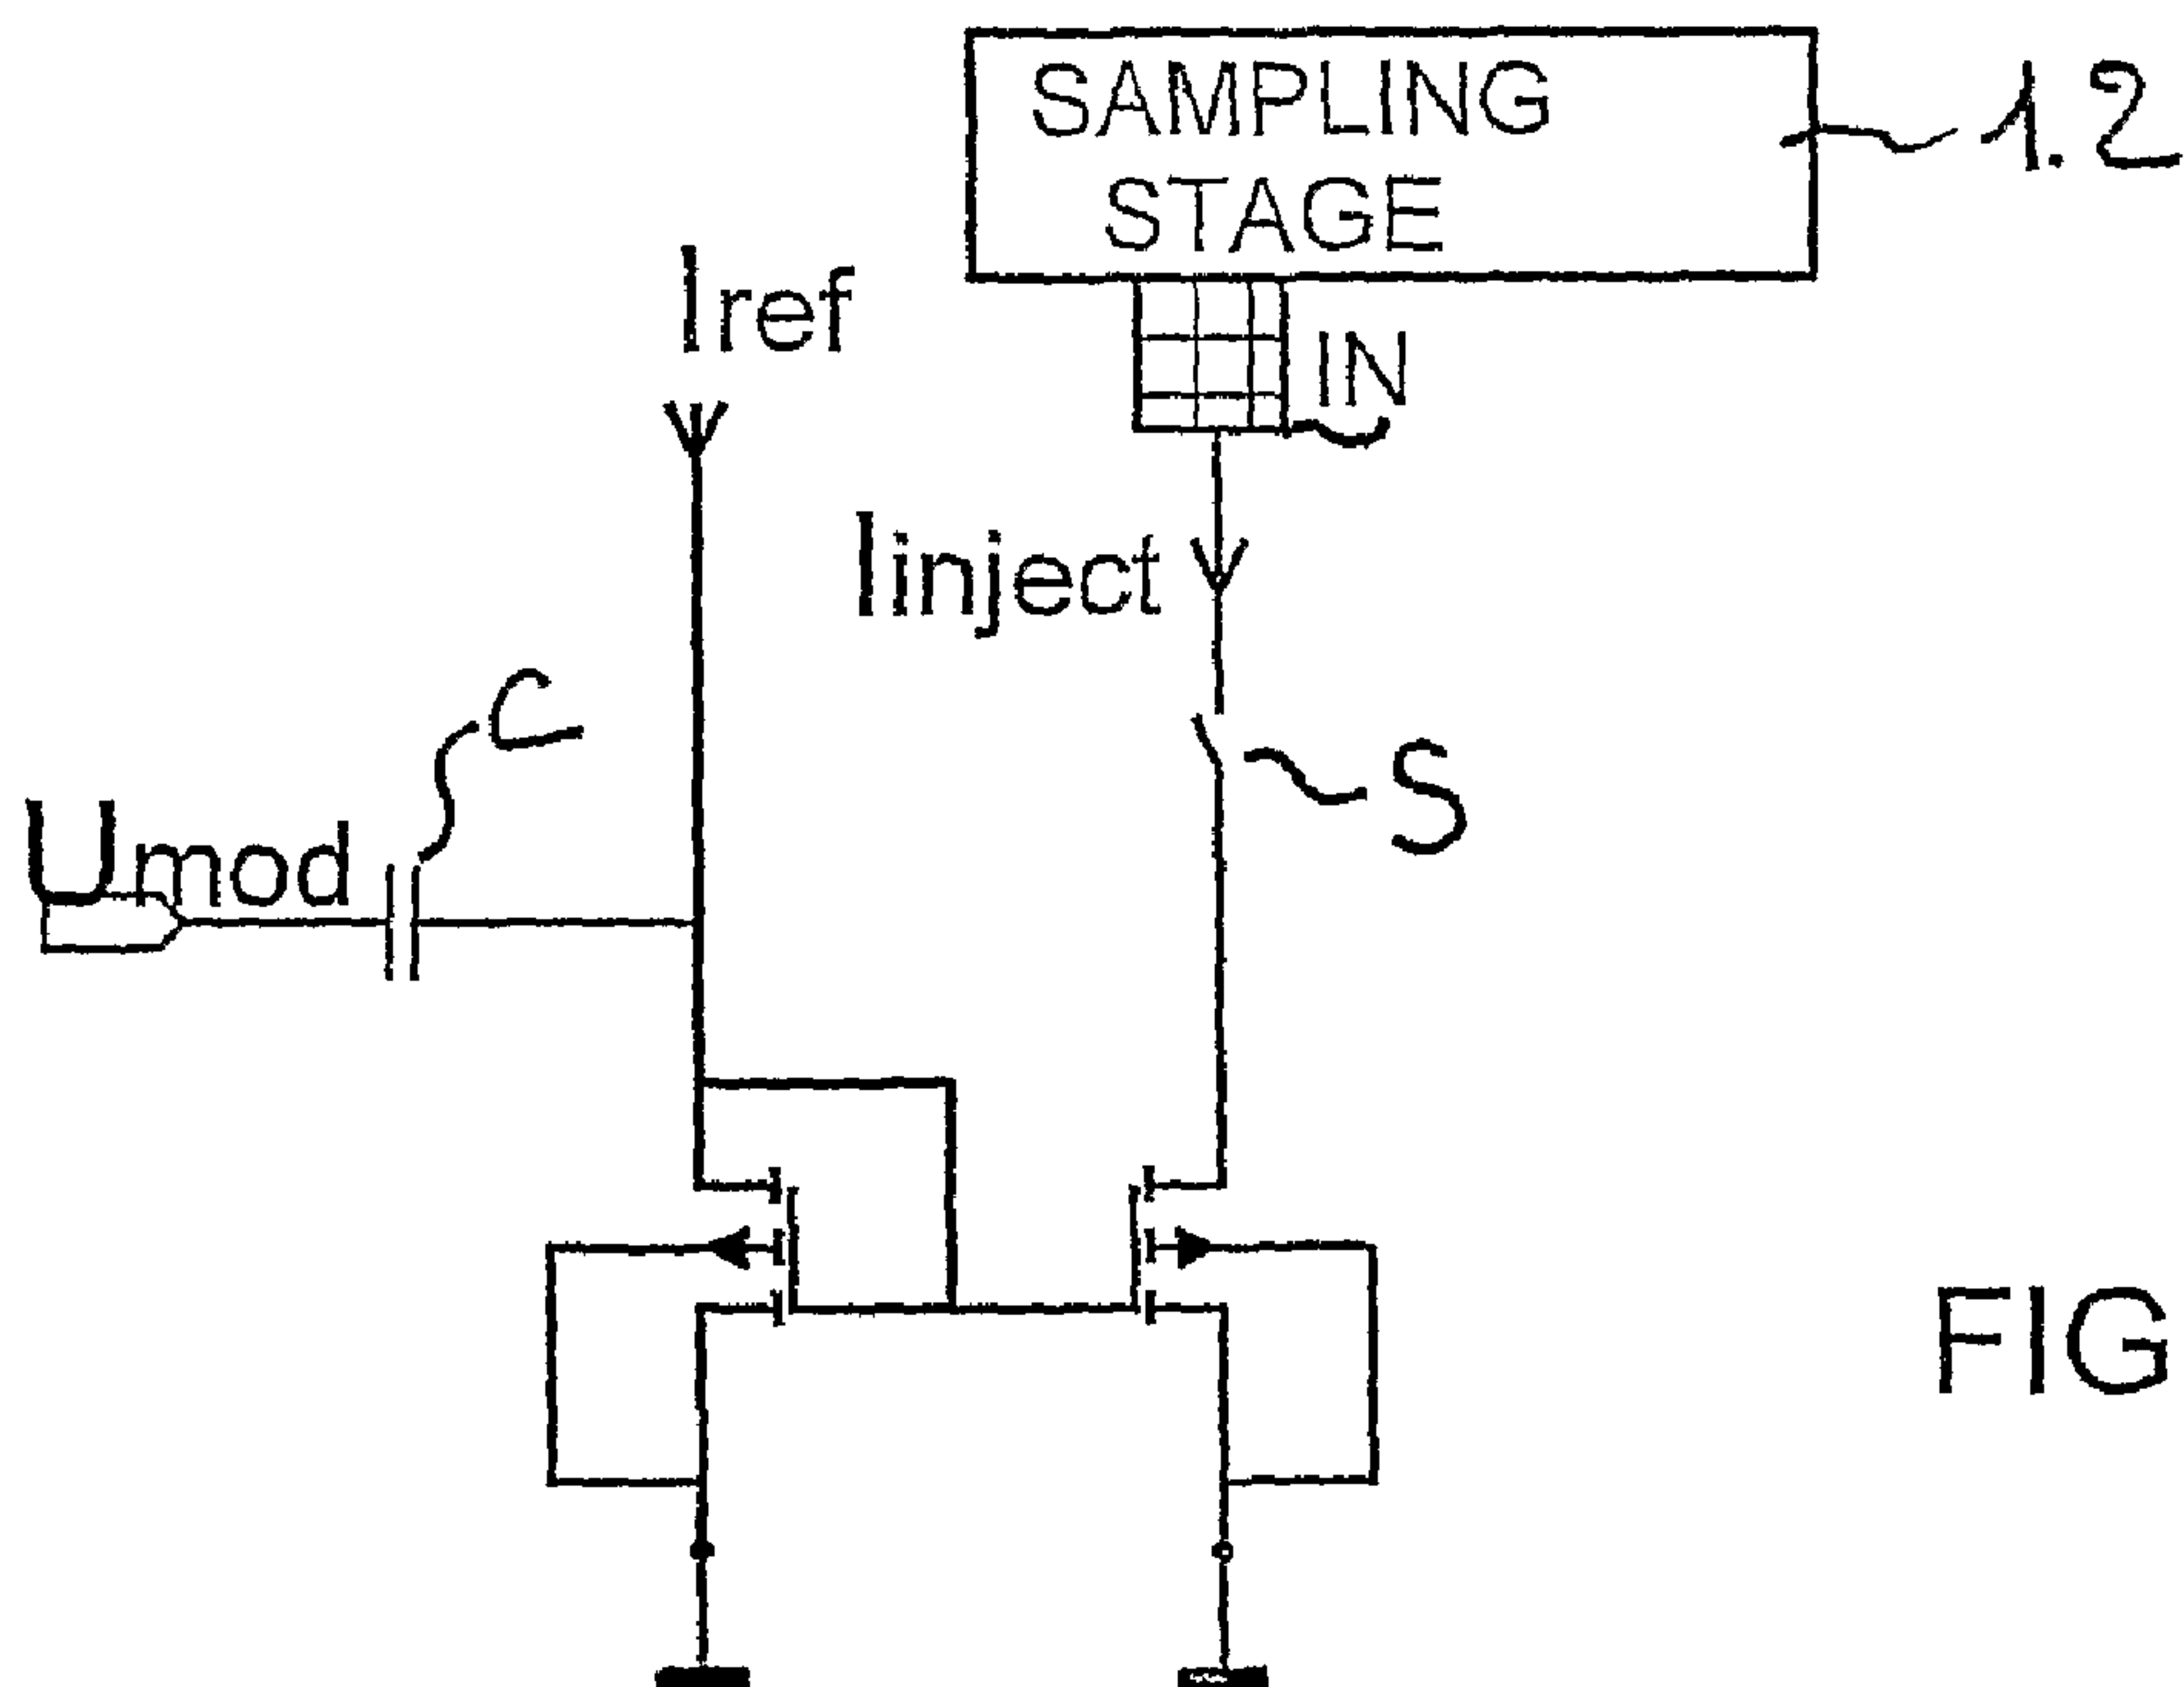 SAMPLING
STAGE
1.2
Iref
IN
Iinject
C
S
Umod
FIG